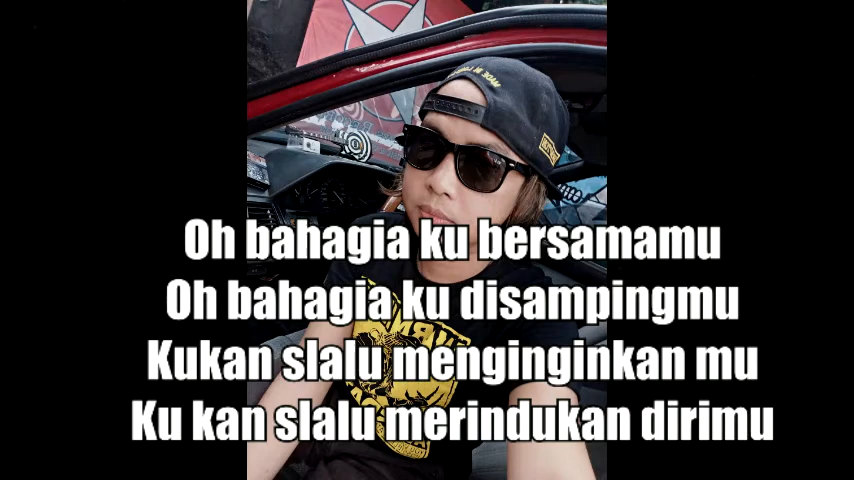 Oh bahagia ku bersamamu
Oh bahagia ku disampingmu
Kukan slalu menginginkan mu
Ku kan slalu merindukan dirimu